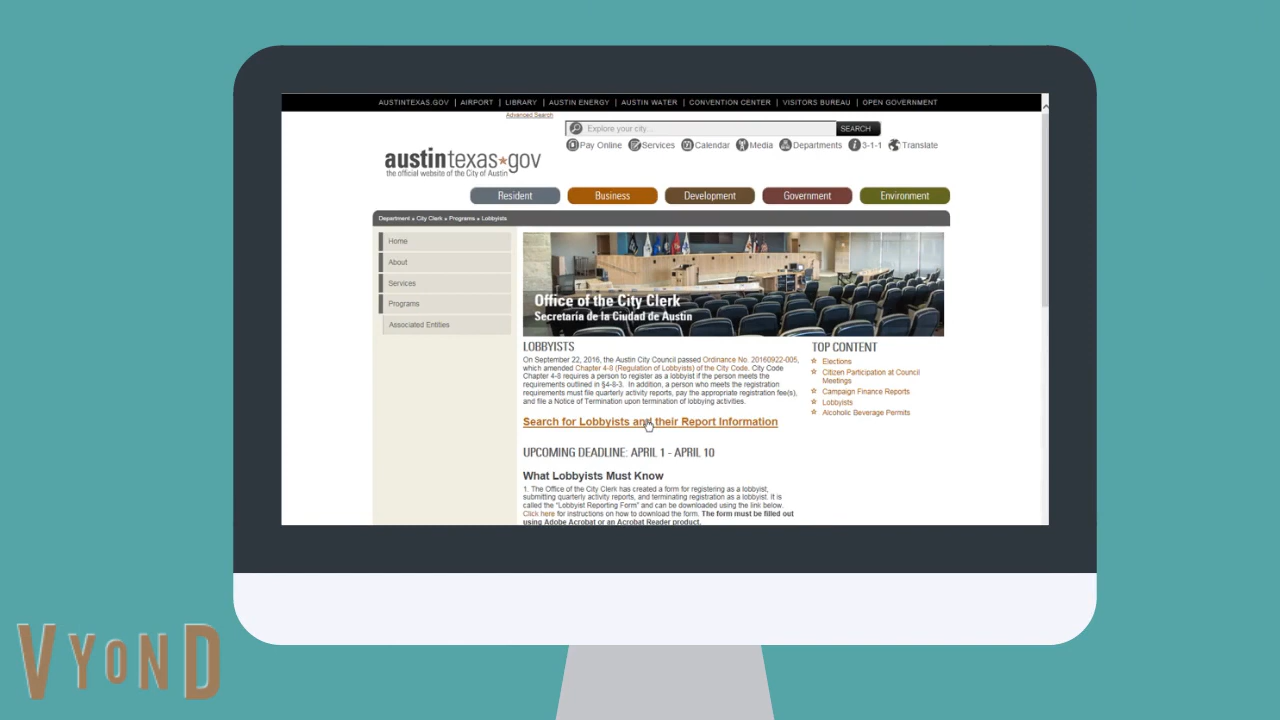 AUSTINTEXAS.GOV | AIRPORT | LIBRARY | AUSTIN ENERGY | AUSTIN WATER | CONVENTION CENTER | VISITORS BUREAU | OPEN GOVERNMENT
Advanced Search
Explore your city...
SEARCH
Pay Online Services Calendar Media Departments 3-1-1 Translate
austintexas gov
the official website of the City of Austin
Resident Business Development Government Environment
Department » City Clerk » Programs » Lobbyists
Home
About
Services
Programs
Associated Entities
Office of the City Clerk
Secretaría de la Ciudad de Austin
LOBBYISTS
On September 22, 2016, the Austin City Council passed Ordinance No. 20160922-005,
which amended Chapter 4-8 (Regulation of Lobbyists) of the City Code. City Code
Chapter 4-8 requires a person to register as a lobbyist if the person meets the
requirements outlined in §4-8-3. In addition, a person who meets the registration
requirements must file quarterly activity reports, pay the appropriate registration fee(s),
and file a Notice of Termination upon termination of lobbying activities.
Search for Lobbyists and their Report Information
UPCOMING DEADLINE: APRIL 1 - APRIL 10
What Lobbyists Must Know
1. The Office of the City Clerk has created a form for registering as a lobbyist,
submitting quarterly activity reports, and terminating registration as a lobbyist. It is
called the "Lobbyist Reporting Form" and can be downloaded using the link below.
Click here for instructions on how to download the form. The form must be filled out
using Adobe Acrobat or an Acrobat Reader product.
TOP CONTENT
Elections
Citizen Participation at Council
Meetings
Campaign Finance Reports
Lobbyists
Alcoholic Beverage Permits
VYOND